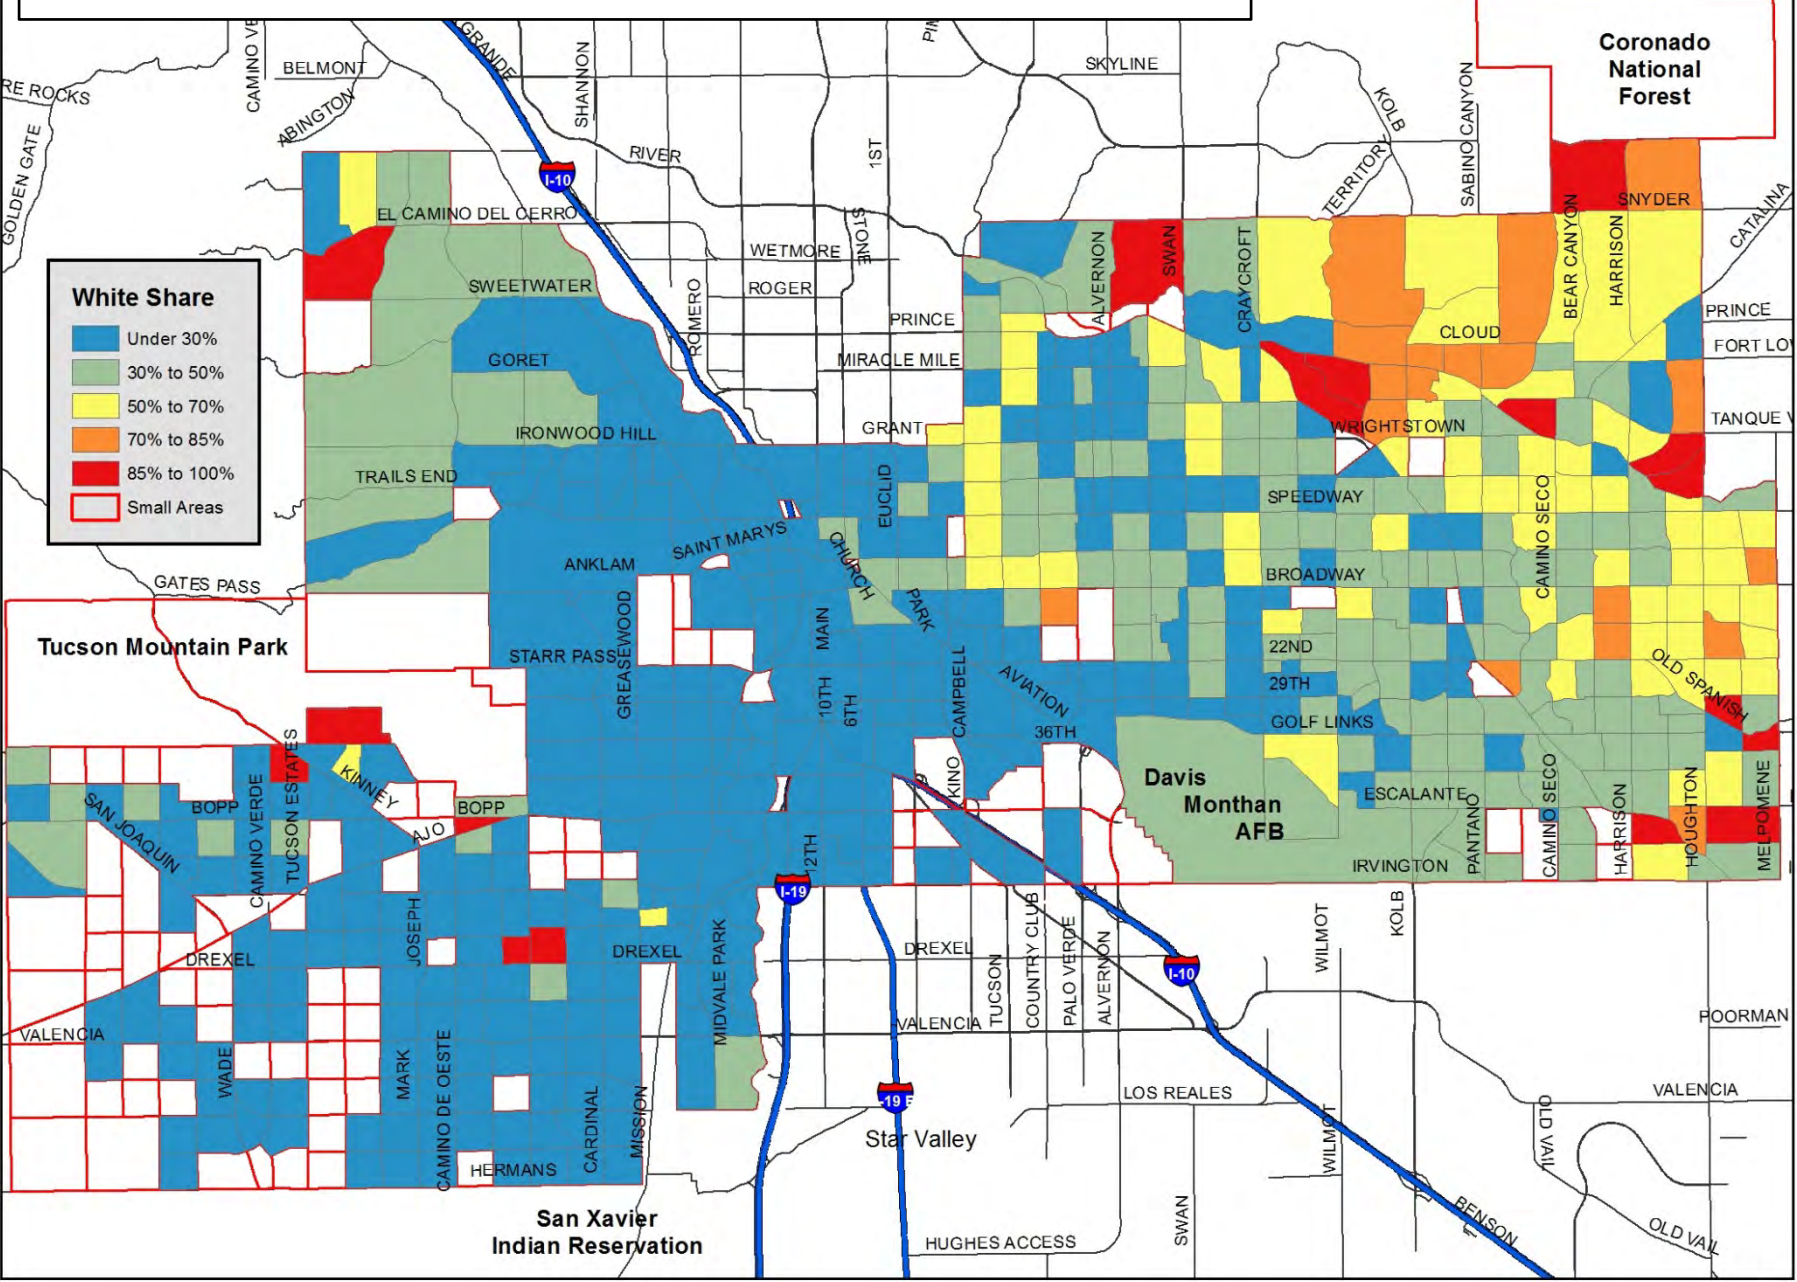 GRANDE
CAMINO VE
SHANNON
PIM
SKYLINE
BELMONT
RE ROCKS
ABINGTON
GOLDEN GATE
RIVER
1ST
KOLB
TERRITORY
SABINO CANYON
Coronado
National
Forest
I-10
SNYDER
CATALINA
EL CAMINO DEL CERRO
STONE
WETMORE
ALVERNON
SWAN
CRAYCROFT
BEAR CANYON
HARRISON
White Share
Under 30%
30% to 50%
50% to 70%
70% to 85%
85% to 100%
Small Areas
SWEETWATER
ROGER
ROMERO
PRINCE
CLOUD
PRINCE
GORET
MIRACLE MILE
FORT LO
IRONWOOD HILL
GRANT
WRIGHTSTOWN
TANQUE V
TRAILS END
EUCLID
SPEEDWAY
CAMINO SECO
SAINT MARYS
ANKLAM
CHURCH
BROADWAY
GATES PASS
GREASEWOOD
MAIN
PARK
Tucson Mountain Park
STARR PASS
22ND
CAMPBELL
AVIATION
29TH
OLD SPANISH
10TH
6TH
36TH
GOLF LINKS
TUCSON ESTATES
KINNEY
CAMINO VERDE
SAN JOAQUIN
BOPP
BOPP
AJO
KINO
Davis
Monthan
AFB
ESCALANTE
PANTANO
CAMINO SECO
HARRISON
HOUGHTON
MELPOMENE
12TH
IRVINGTON
I-19
JOSEPH
DREXEL
DREXEL
MIDVALE PARK
DREXEL
TUCSON
COUNTRY CLUB
PALO VERDE
ALVERNON
I-10
WILMOT
KOLB
VALENCIA
VALENCIA
POORMAN
WADE
MARK
CAMINO DE OESTE
CARDINAL
MISSION
-19 B
LOS REALES
VALENCIA
WILMOT
OLD VAIL
Star Valley
HERMANS
San Xavier
Indian Reservation
SWAN
HUGHES ACCESS
BENSON
OLD VAIL